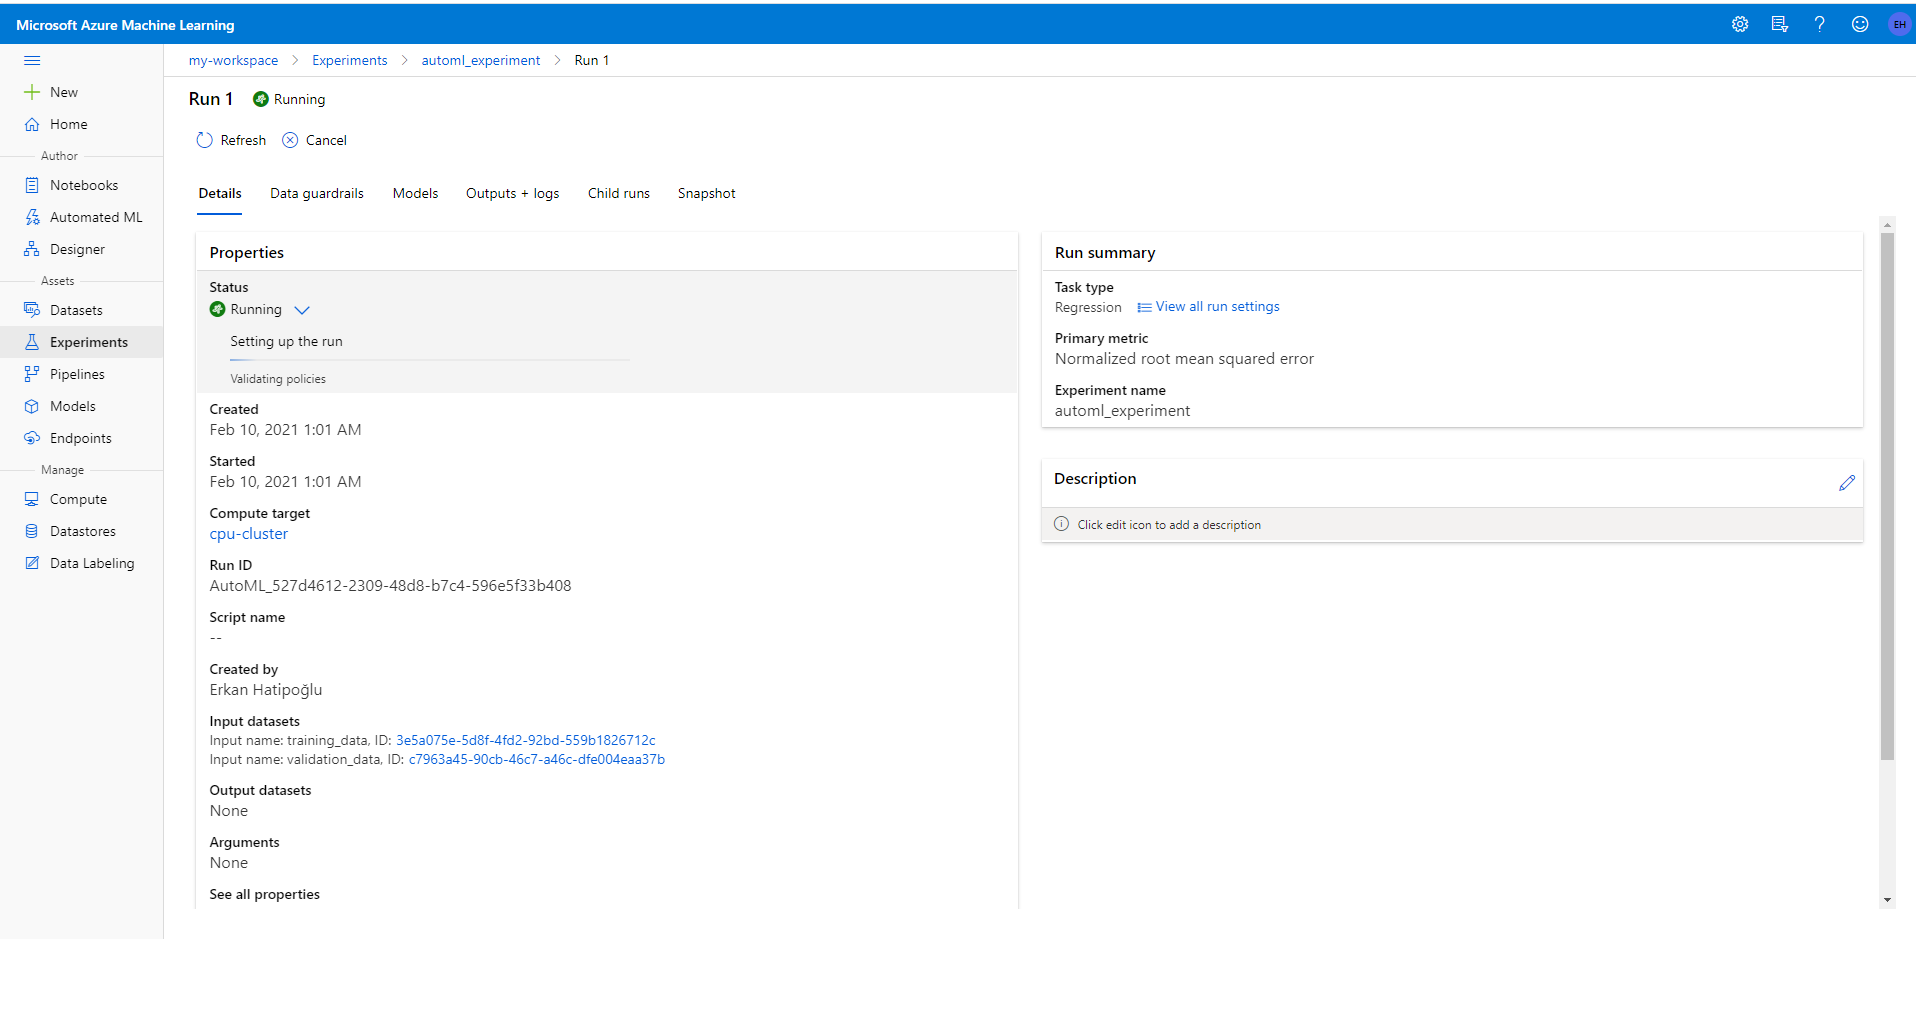 Microsoft Azure Machine Learning
EH
my-workspace > Experiments > automl_experiment > Run 1
New
Home
Author
Notebooks
Automated ML
Designer
Assets
Datasets
Experiments
Pipelines
Models
Endpoints
Manage
Compute
Datastores
Data Labeling
Run 1 Running
Refresh Cancel
Details Data guardrails Models Outputs + logs Child runs Snapshot
Properties
Status
Running
Setting up the run
Validating policies
Created
Feb 10, 2021 1:01 AM
Started
Feb 10, 2021 1:01 AM
Compute target
cpu-cluster
Run ID
AutoML_527d4612-2309-48d8-b7c4-596e5f33b408
Script name
--
Created by
Erkan Hatipoğlu
Input datasets
Input name: training_data, ID: 3e5a075e-5d8f-4fd2-92bd-559b1826712c
Input name: validation_data, ID: c7963a45-90cb-46c7-a46c-dfe004eaa37b
Output datasets
None
Arguments
None
See all properties
Run summary
Task type
Regression View all run settings
Primary metric
Normalized root mean squared error
Experiment name
automl_experiment
Description
Click edit icon to add a description